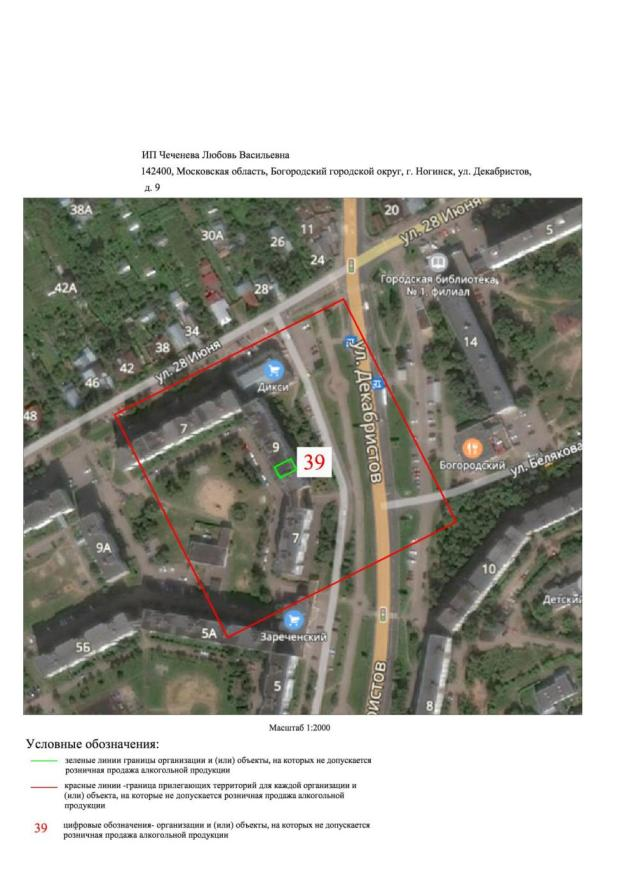 ИП Чеченева Любовь Васильевна
142400, Московская область, Богородский городской округ, г. Ногинск, ул. Декабристов,
д. 9
38А
20
ул. 28 Июня
30А
11
26
5
24
Городская библиотека,
№ 1, филиал
42А
28
34
14
38
ул. 28 Июня
42
46
Дикси
ул. Декабристов
48
7
9
39
Богородский
ул. Белякова
7
9А
10
Детский
5А
Зареченский
5Б
5
8
Масштаб 1:2000
Условные обозначения:
зеленые линии границы организации и (или) объекты, на которых не допускается
розничная продажа алкогольной продукции
красные линии -граница прилегающих территорий для каждой организации и
(или) объекта, на которые не допускается розничная продажа алкогольной
продукции
39
цифровые обозначения- организации и (или) объекты, на которых не допускается
розничная продажа алкогольной продукции